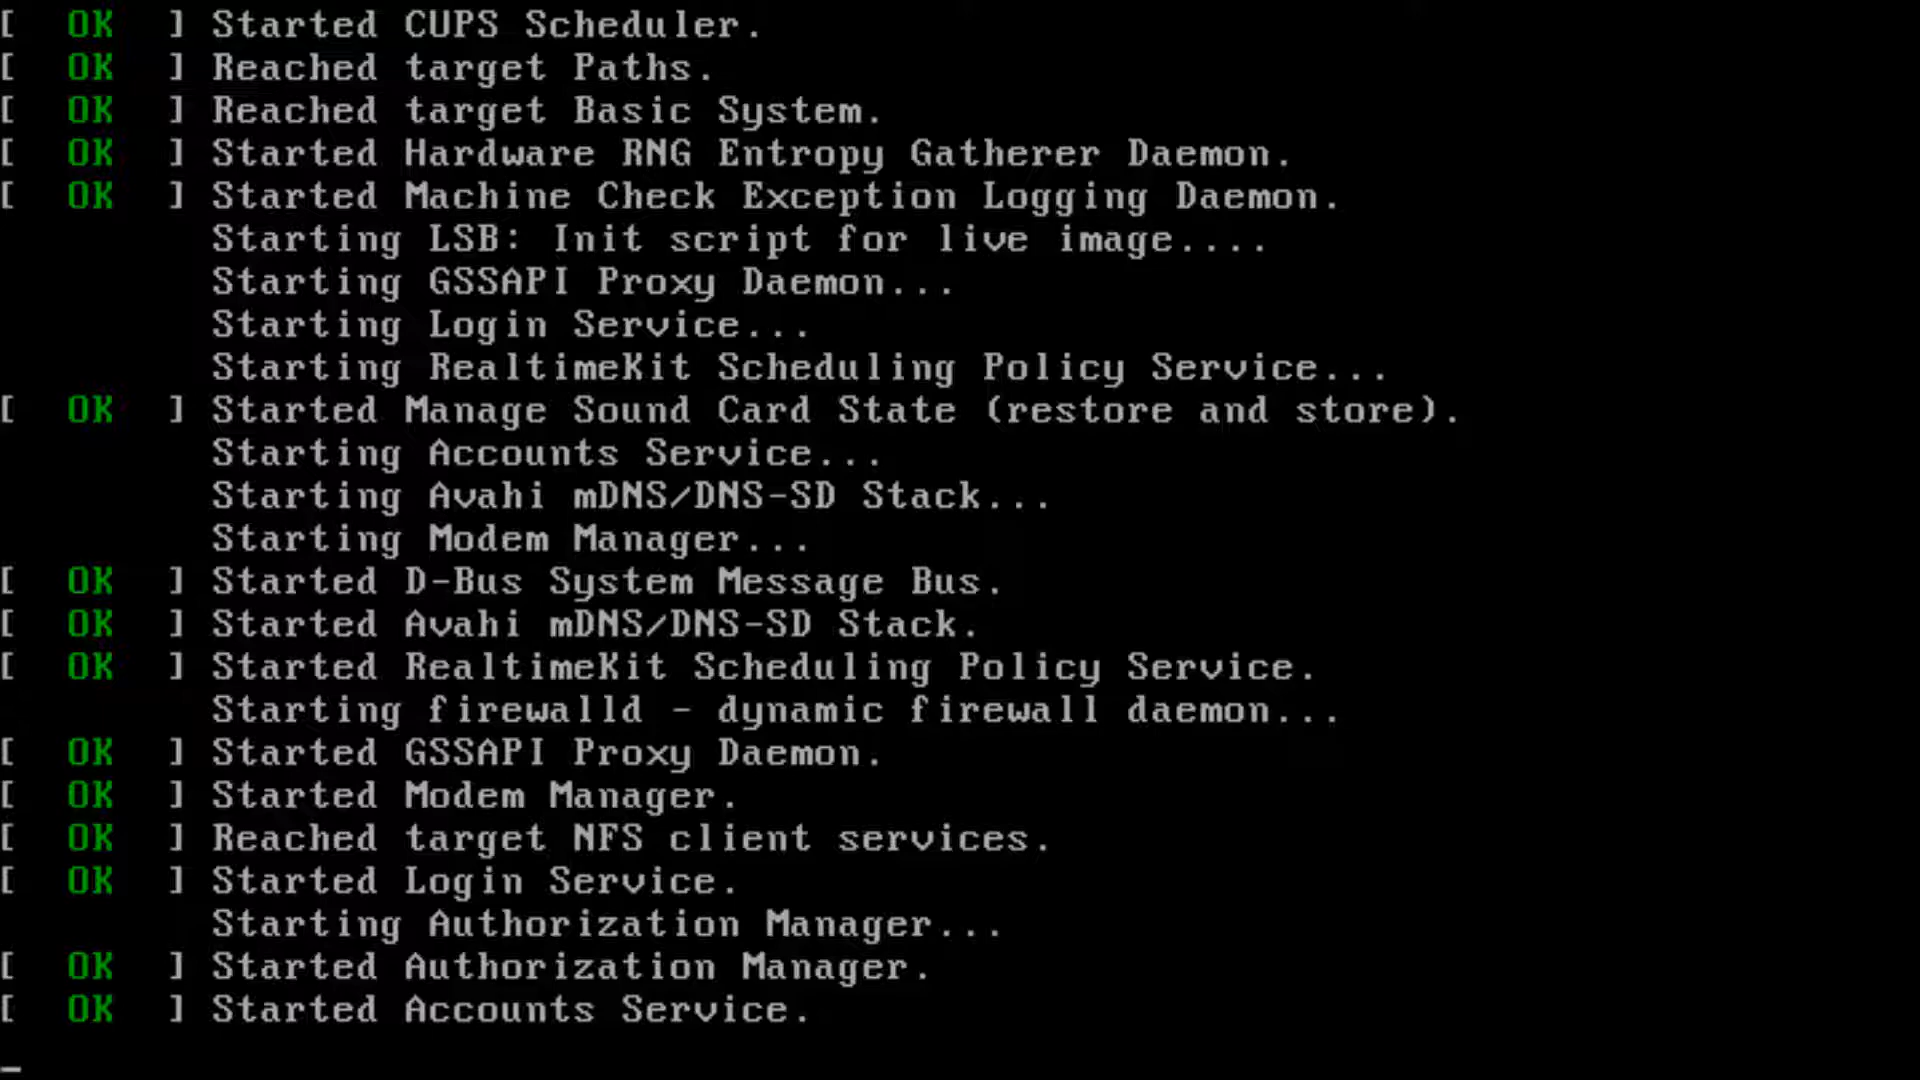 [  OK  ] Started CUPS Scheduler.
[  OK  ] Reached target Paths.
[  OK  ] Reached target Basic System.
[  OK  ] Started Hardware RNG Entropy Gatherer Daemon.
[  OK  ] Started Machine Check Exception Logging Daemon.
Starting LSB: Init script for live image....
Starting GSSAPI Proxy Daemon...
Starting Login Service...
Starting RealtimeKit Scheduling Policy Service...
[  OK  ] Started Manage Sound Card State (restore and store).
Starting Accounts Service...
Starting Avahi mDNS/DNS-SD Stack...
Starting Modem Manager...
[  OK  ] Started D-Bus System Message Bus.
[  OK  ] Started Avahi mDNS/DNS-SD Stack.
[  OK  ] Started RealtimeKit Scheduling Policy Service.
Starting firewalld - dynamic firewall daemon...
[  OK  ] Started GSSAPI Proxy Daemon.
[  OK  ] Started Modem Manager.
[  OK  ] Reached target NFS client services.
[  OK  ] Started Login Service.
Starting Authorization Manager...
[  OK  ] Started Authorization Manager.
[  OK  ] Started Accounts Service.